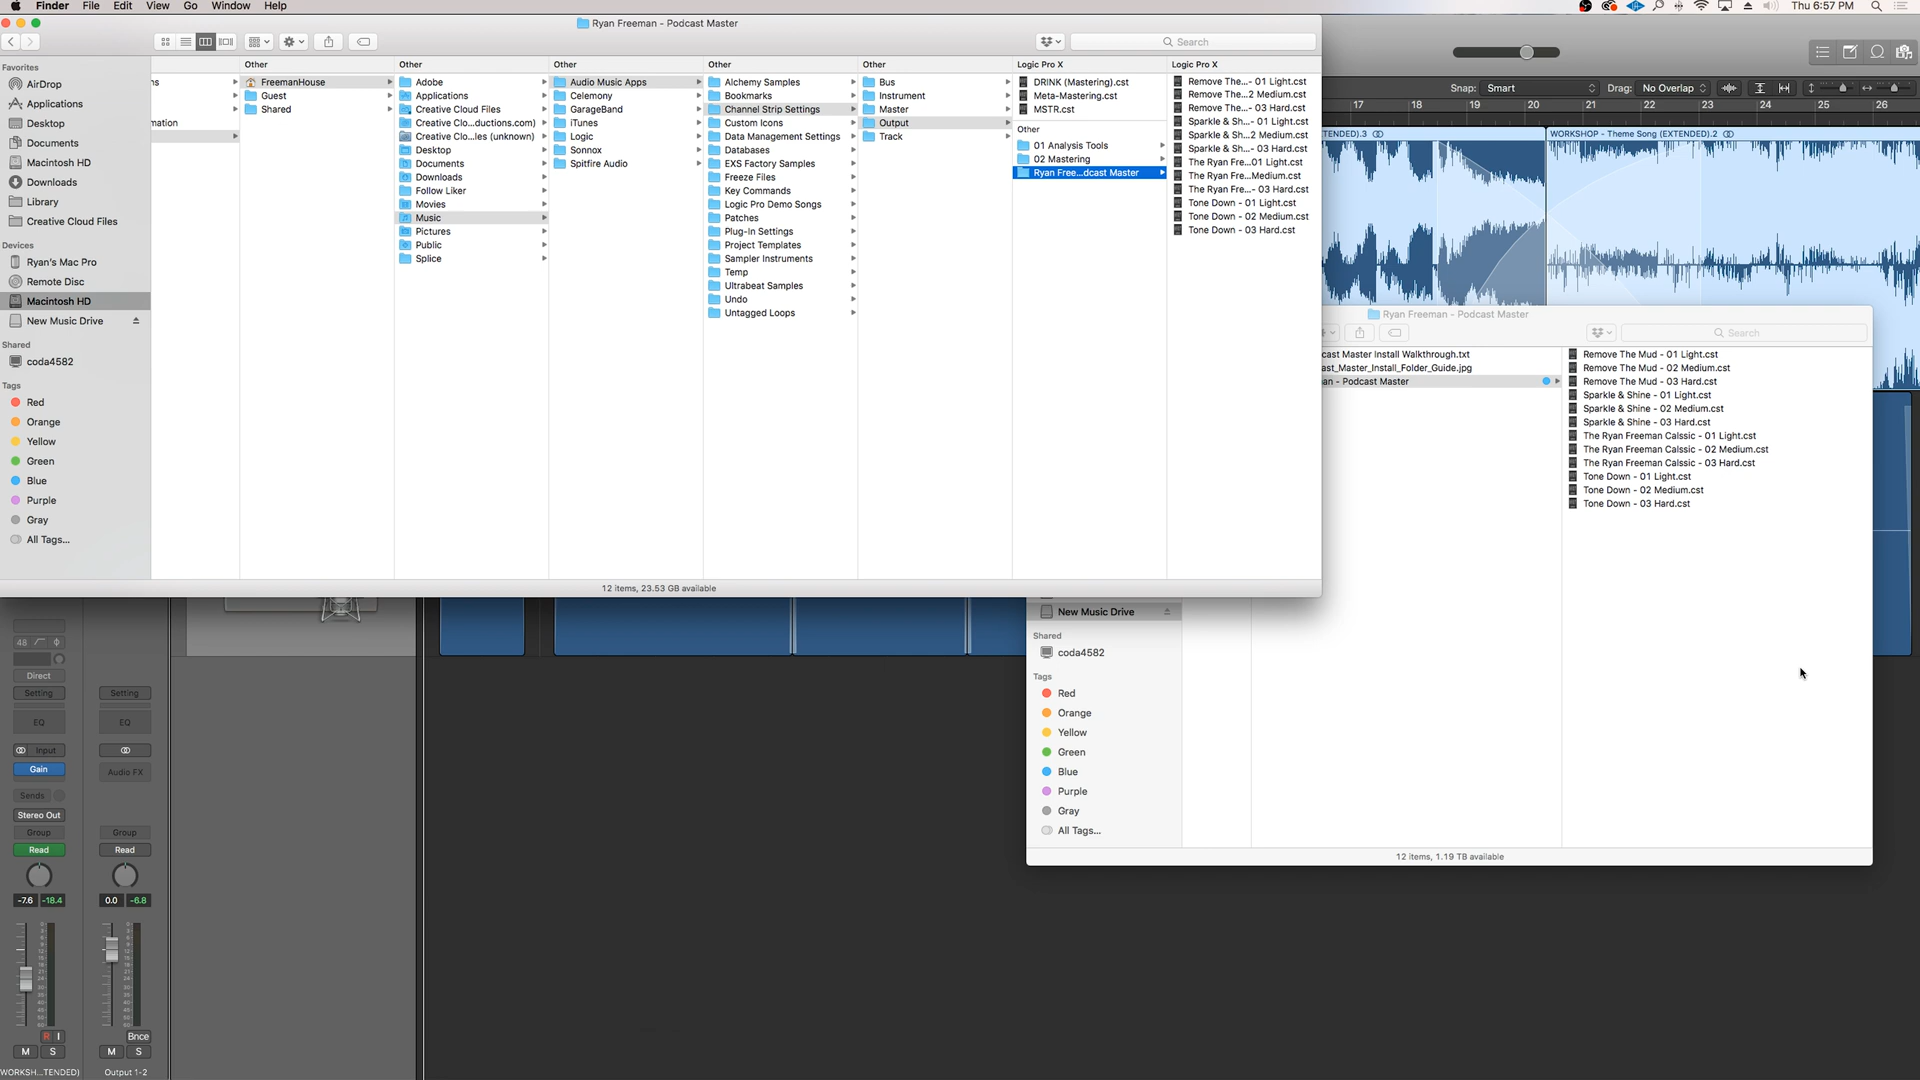 Finder File Edit View Go Window Help
Thu 6:57 PM
Ryan Freeman - Podcast Master
Search
Favorites
AirDrop
Applications
Desktop
Documents
Macintosh HD
Downloads
Library
Creative Cloud Files
Devices
Ryan's Mac Pro
Remote Disc
Macintosh HD
New Music Drive
Shared
coda4582
Tags
Red
Orange
Yellow
Green
Blue
Purple
Gray
All Tags...
ns
mation
Other
FreemanHouse
Guest
Shared
Other
Adobe
Applications
Creative Cloud Files
Creative Clo...ductions.com)
Creative Clo...les (unknown)
Desktop
Documents
Downloads
Follow Liker
Movies
Music
Pictures
Public
Splice
Other
Audio Music Apps
Celemony
GarageBand
iTunes
Logic
Sonnox
Spitfire Audio
Other
Alchemy Samples
Bookmarks
Channel Strip Settings
Custom Icons
Data Management Settings
Databases
EXS Factory Samples
Freeze Files
Key Commands
Logic Pro Demo Songs
Patches
Plug-In Settings
Project Templates
Sampler Instruments
Temp
Ultrabeat Samples
Undo
Untagged Loops
Other
Bus
Instrument
Master
Output
Track
Logic Pro X
DRINK (Mastering).cst
Meta-Mastering.cst
MSTR.cst
Other
01 Analysis Tools
02 Mastering
Ryan Free...dcast Master
Logic Pro X
Remove The...- 01 Light.cst
Remove The...2 Medium.cst
Remove The...- 03 Hard.cst
Sparkle & Sh...- 01 Light.cst
Sparkle & Sh...2 Medium.cst
Sparkle & Sh...- 03 Hard.cst
The Ryan Fre...01 Light.cst
The Ryan Fre...Medium.cst
The Ryan Fre...- 03 Hard.cst
Tone Down - 01 Light.cst
Tone Down - 02 Medium.cst
Tone Down - 03 Hard.cst
12 items, 23.53 GB available
Snap: Smart
Drag: No Overlap
17 18 19 20 21 22 23 24 25 26
TENDED).3
WORKSHOP - Theme Song (EXTENDED).2
Ryan Freeman - Podcast Master
Search
cast Master Install Walkthrough.txt
ast_Master_Install_Folder_Guide.jpg
an - Podcast Master
Remove The Mud - 01 Light.cst
Remove The Mud - 02 Medium.cst
Remove The Mud - 03 Hard.cst
Sparkle & Shine - 01 Light.cst
Sparkle & Shine - 02 Medium.cst
Sparkle & Shine - 03 Hard.cst
The Ryan Freeman Calssic - 01 Light.cst
The Ryan Freeman Calssic - 02 Medium.cst
The Ryan Freeman Calssic - 03 Hard.cst
Tone Down - 01 Light.cst
Tone Down - 02 Medium.cst
Tone Down - 03 Hard.cst
New Music Drive
Shared
coda4582
Tags
Red
Orange
Yellow
Green
Blue
Purple
Gray
All Tags...
12 items, 1.19 TB available
48
Direct
Setting Setting
EQ EQ
Input
Gain Audio FX
Sends
Stereo Out
Group Group
Read Read
-7.6 -18.4 0.0 -6.8
R I Bnce
M S M S
WORKSH...TENDED) Output 1-2